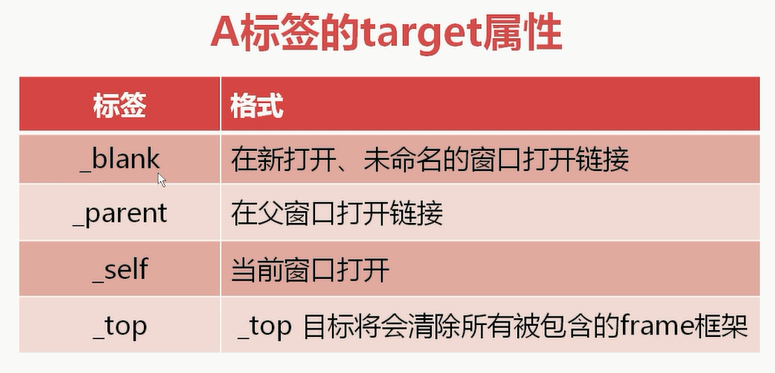 A标签的target属性
标签 格式
_blank 在新打开、未命名的窗口打开链接
_parent 在父窗口打开链接
_self 当前窗口打开
_top _top 目标将会清除所有被包含的frame框架